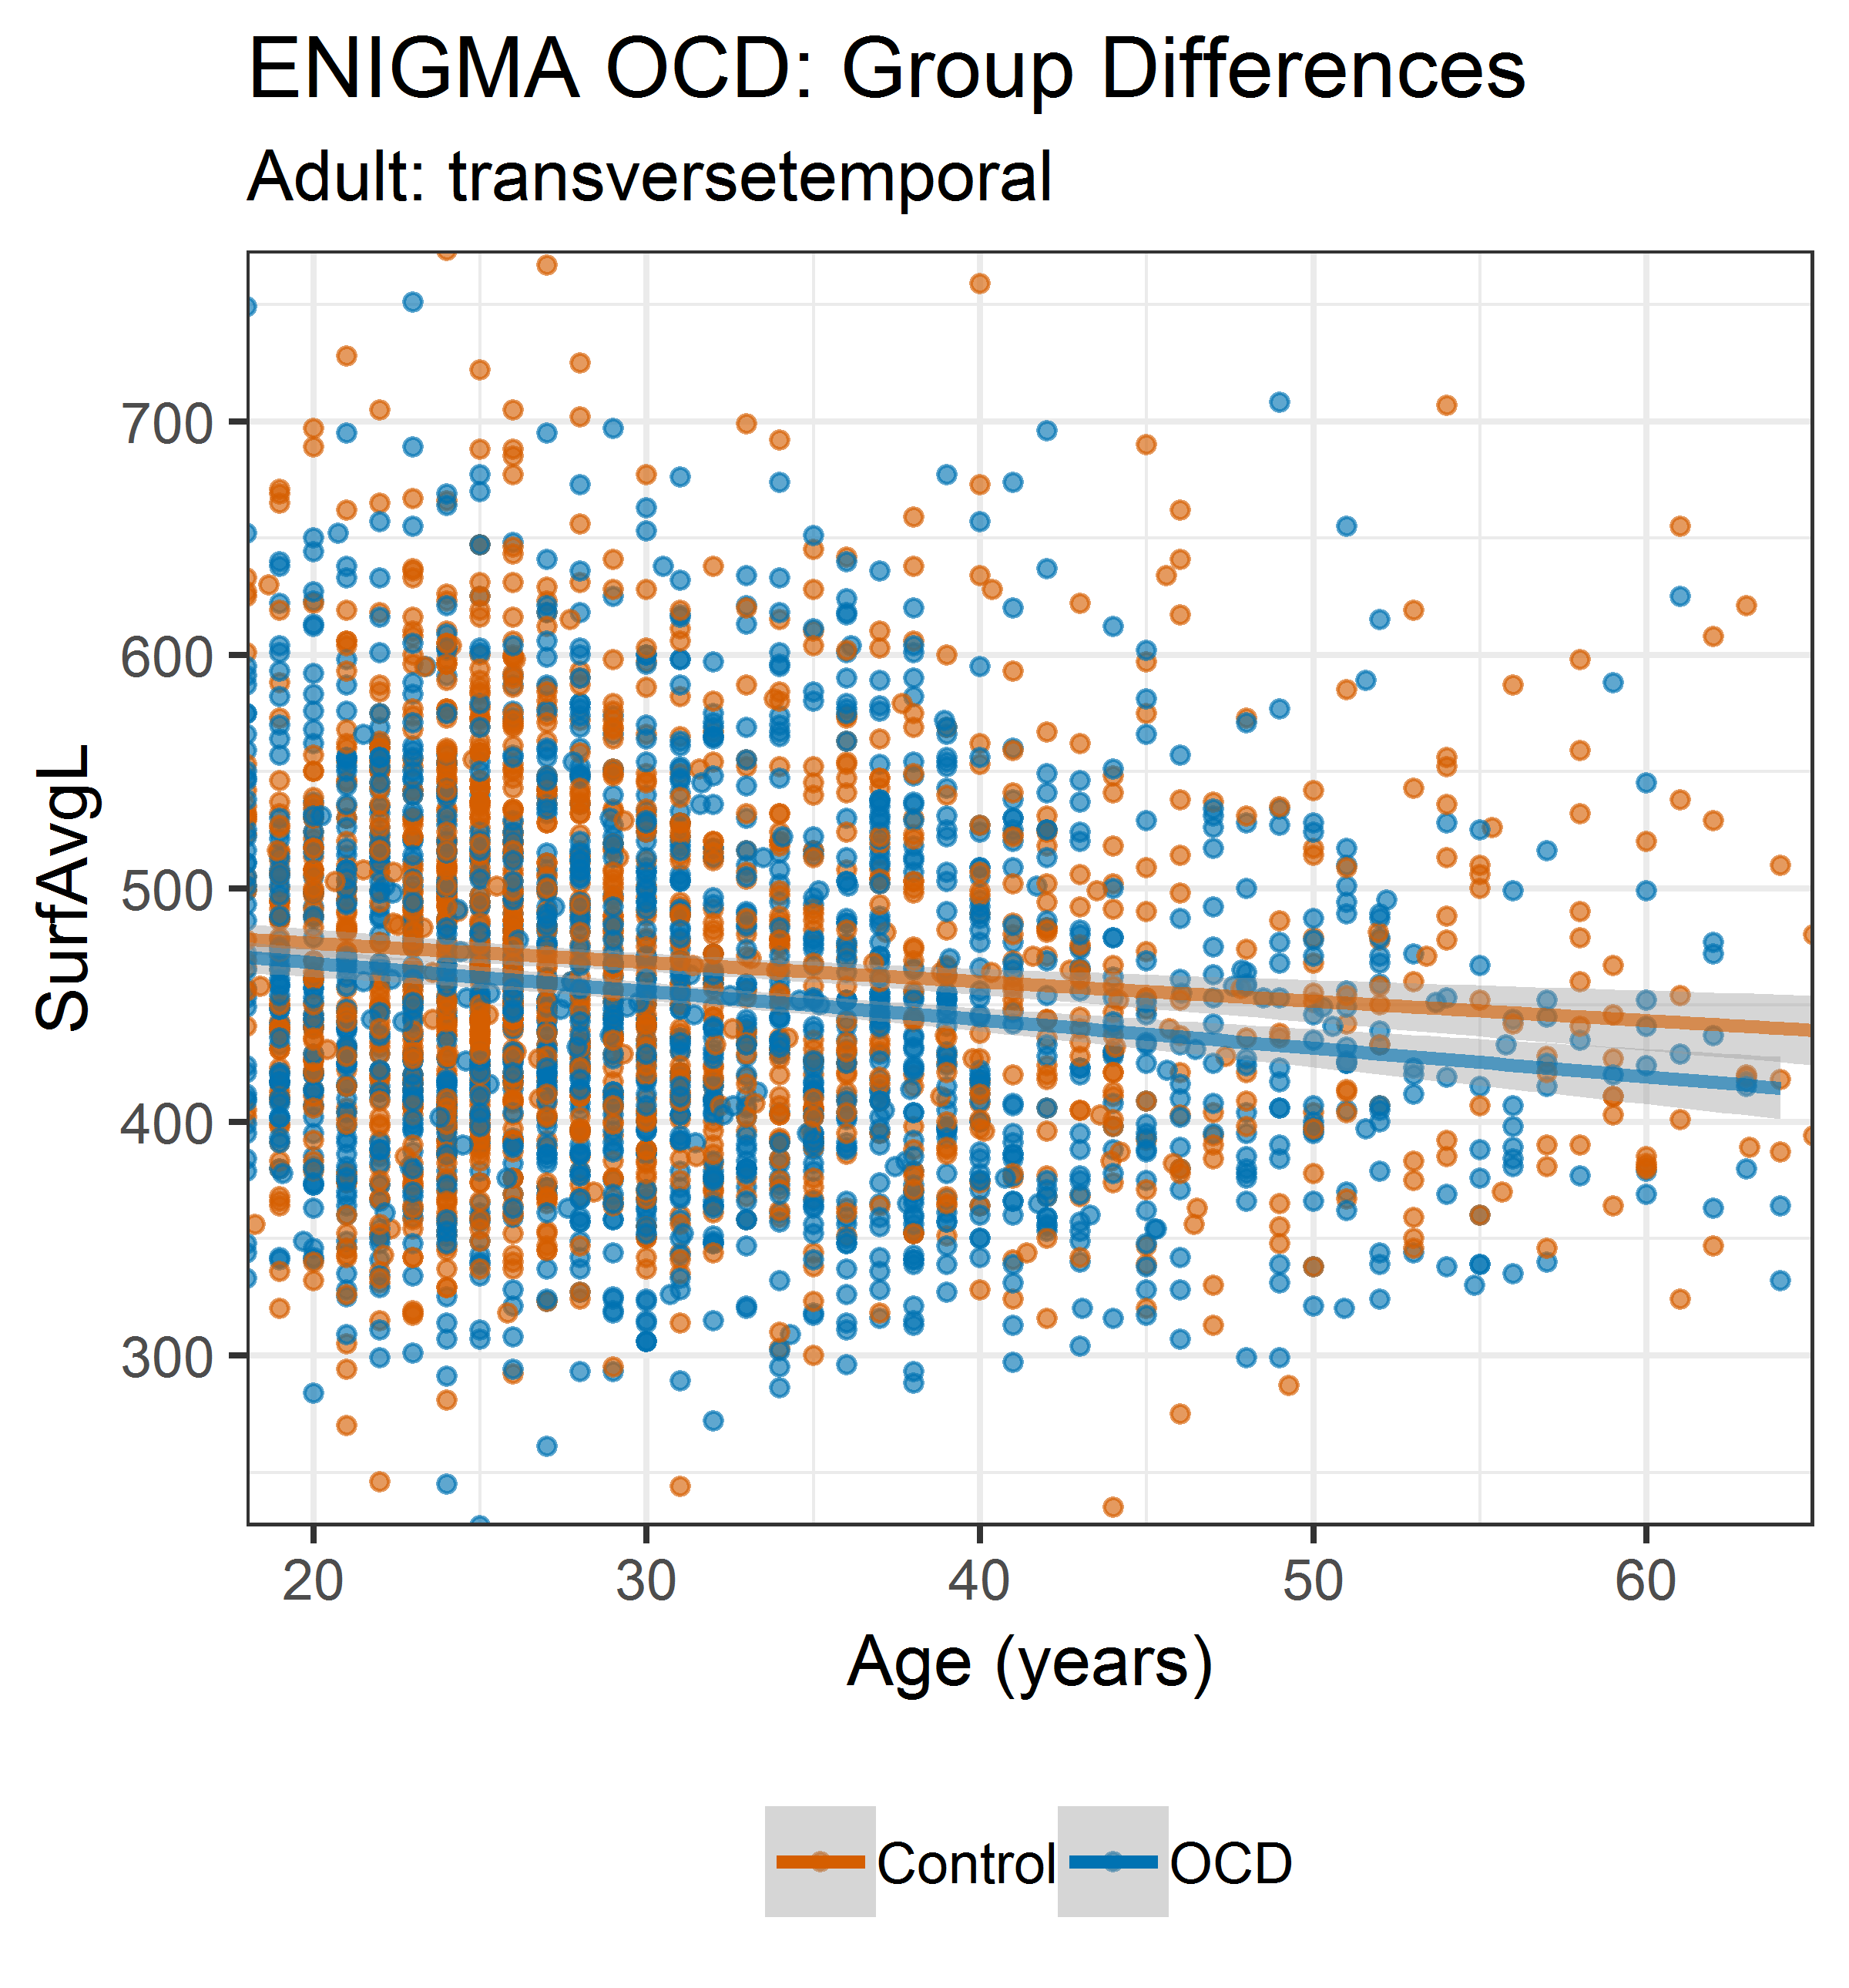 ENIGMA OCD: Group Differences
Adult: transversetemporal
SurfAvgL
700
600
500
400
300
20 30 40 50 60
Age (years)
Control OCD